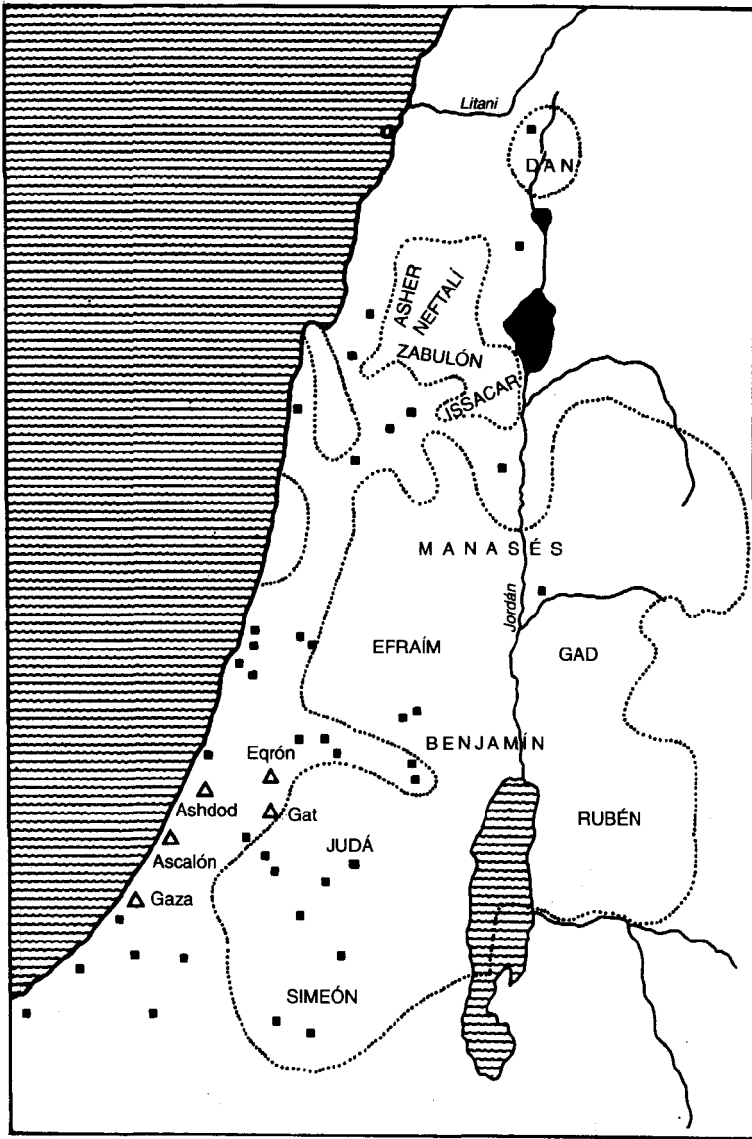 Litani
DAN
ASHER
NEFTALÍ
ZABULÓN
ISSACAR
MANASÉS
Jordán
EFRAÍM
GAD
BENJAMÍN
Eqrón
Ashdod
Gat
RUBÉN
JUDÁ
Ascalón
Gaza
SIMEÓN